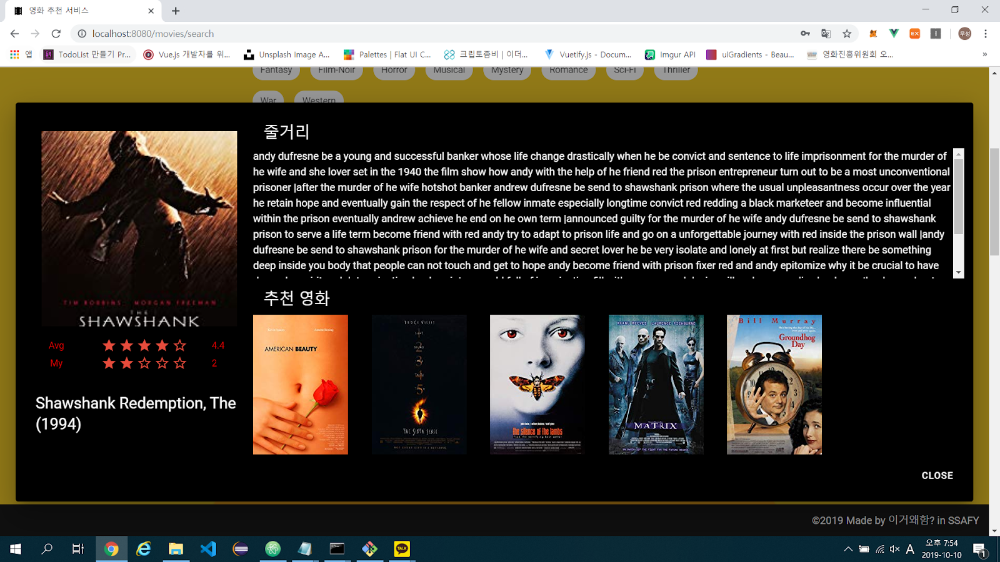 영화 추천 서비스
localhost:8080/movies/search
EX
무성
앱
TodoList 만들기 Pr...
Vue.js 개발자를 위...
Unsplash Image A...
Palettes | Flat UI C...
크립토좀비 | 이더...
Vuetify.js - Docum...
Imgur API
uiGradients - Beau...
영화진흥위원회 오...
»
Fantasy Film-Noir Horror Musical Mystery Romance Sci-Fi Thriller
War Western
줄거리
andy dufresne be a young and successful banker whose life change drastically when he be convict and sentence to life imprisonment for the murder of
he wife and she lover set in the 1940 the film show how andy with the help of he friend red the prison entrepreneur turn out to be a most unconventional
prisoner |after the murder of he wife hotshot banker andrew dufresne be send to shawshank prison where the usual unpleasantness occur over the year
he retain hope and eventually gain the respect of he fellow inmate especially longtime convict red redding a black marketeer and become influential
within the prison eventually andrew achieve he end on he own term |announced guilty for the murder of he wife andy dufresne be send to shawshank
prison to serve a life term become friend with red andy try to adapt to prison life and go on a unforgettable journey with red inside the prison wall |andy
dufresne be send to shawshank prison for the murder of he wife and secret lover he be very isolate and lonely at first but realize there be something
deep inside you body that people can not touch and get to hope andy become friend with prison fixer red and andy epitomize why it be crucial to have
TIM ROBBINS MORGAN FREEMAN
THE
SHAWSHANK
Avg 4.4
My 2
Shawshank Redemption, The
(1994)
추천 영화
AMERICAN BEAUTY
BRUCE WILLIS
THE SIXTH SENSE
the silence of the lambs
KEANU REEVES LAURENCE FISHBURNE
MATRIX
Bill Murray
Groundhog
Day
CLOSE
©2019 Made by 이거왜함? in SSAFY
TALK
A
오후 7:54
2019-10-10
1